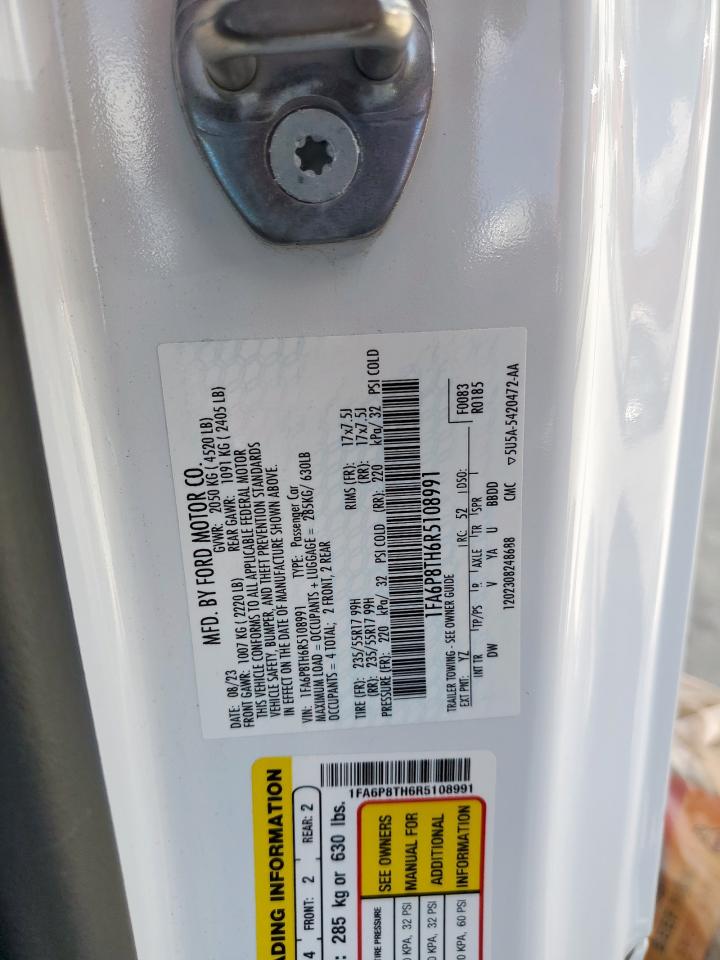 MFD. BY FORD MOTOR CO.
DATE: 08/23 GVWR: 2050 KG ( 4520 LB)
FRONT GAWR: 1007 KG ( 2220 LB) REAR GAWR: 1091 KG ( 2405 LB)
THIS VEHICLE CONFORMS TO ALL APPLICABLE FEDERAL MOTOR
VEHICLE SAFETY, BUMPER, AND THEFT PREVENTION STANDARDS
IN EFFECT ON THE DATE OF MANUFACTURE SHOWN ABOVE.
VIN: 1FA6P8TH6R5108991 TYPE: Passenger Car
MAXIMUM LOAD = OCCUPANTS + LUGGAGE = 285KG/ 630LB
OCCUPANTS = 4 TOTAL; 2 FRONT, 2 REAR
TIRE (FR): 235/55R17 99H RIMS (FR): 17x7.5J
(RR): 235/55R17 99H (RR): 17x7.5J
PRESSURE (FR): 220 kPa/ 32 PSI COLD (RR): 220 kPa/ 32 PSI COLD
1FA6P8TH6R5108991
TRAILER TOWING - SEE OWNER GUIDE F0083
EXT PNT: YZ RC: 52 DSO: R0185
INT TR TP/PS R AXLE TR SPR
DW V YA U BBDD
1202308248688 CMC 5U5A-5420472-AA
ADING INFORMATION
4 FRONT: 2 REAR: 2
: 285 kg or 630 lbs.
1FA6P8TH6R5108991
TIRE PRESSURE SEE OWNERS
0 KPA, 32 PSI MANUAL FOR
0 KPA, 32 PSI ADDITIONAL
0 KPA, 60 PSI INFORMATION